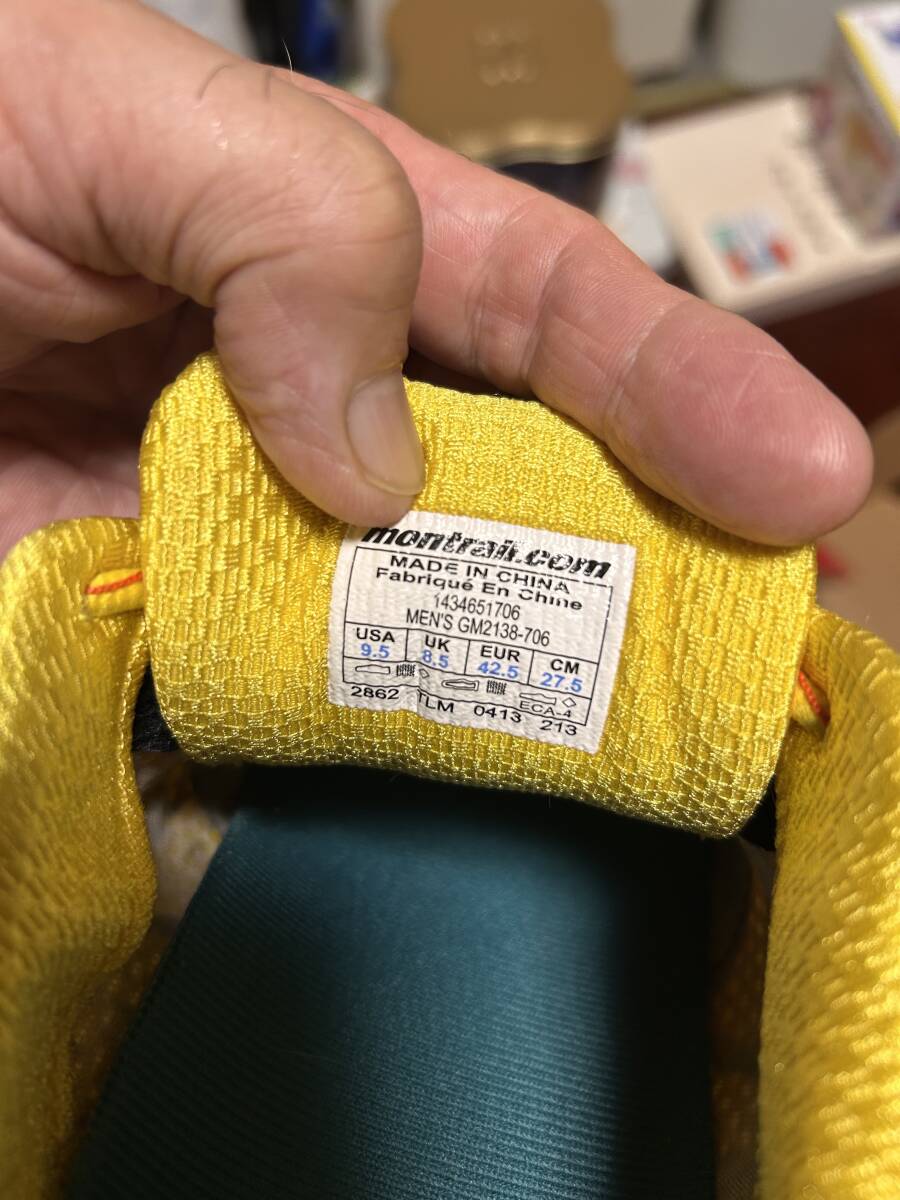 montrail.com
MADE IN CHINA
Fabriqué En Chine
1434651706
MEN'S GM2138-706
USA UK EUR CM
9.5 8.5 42.5 27.5
ECA-4
2862 TLM 0413 213